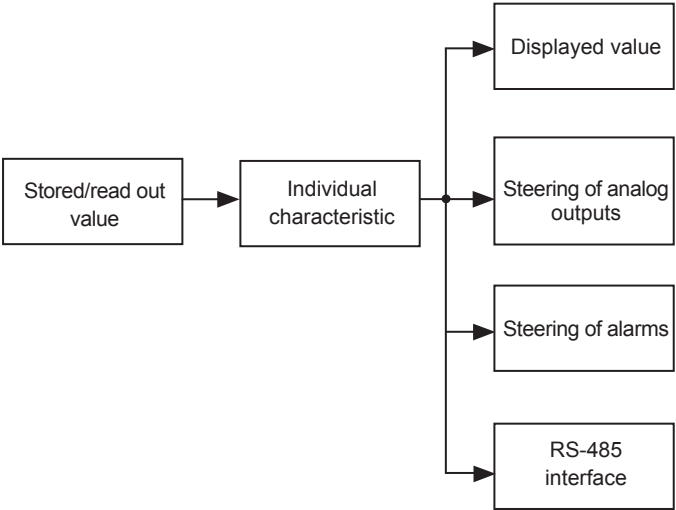 Displayed value
Stored/read out
value
Individual
characteristic
Steering of analog
outputs
Steering of alarms
RS-485
interface